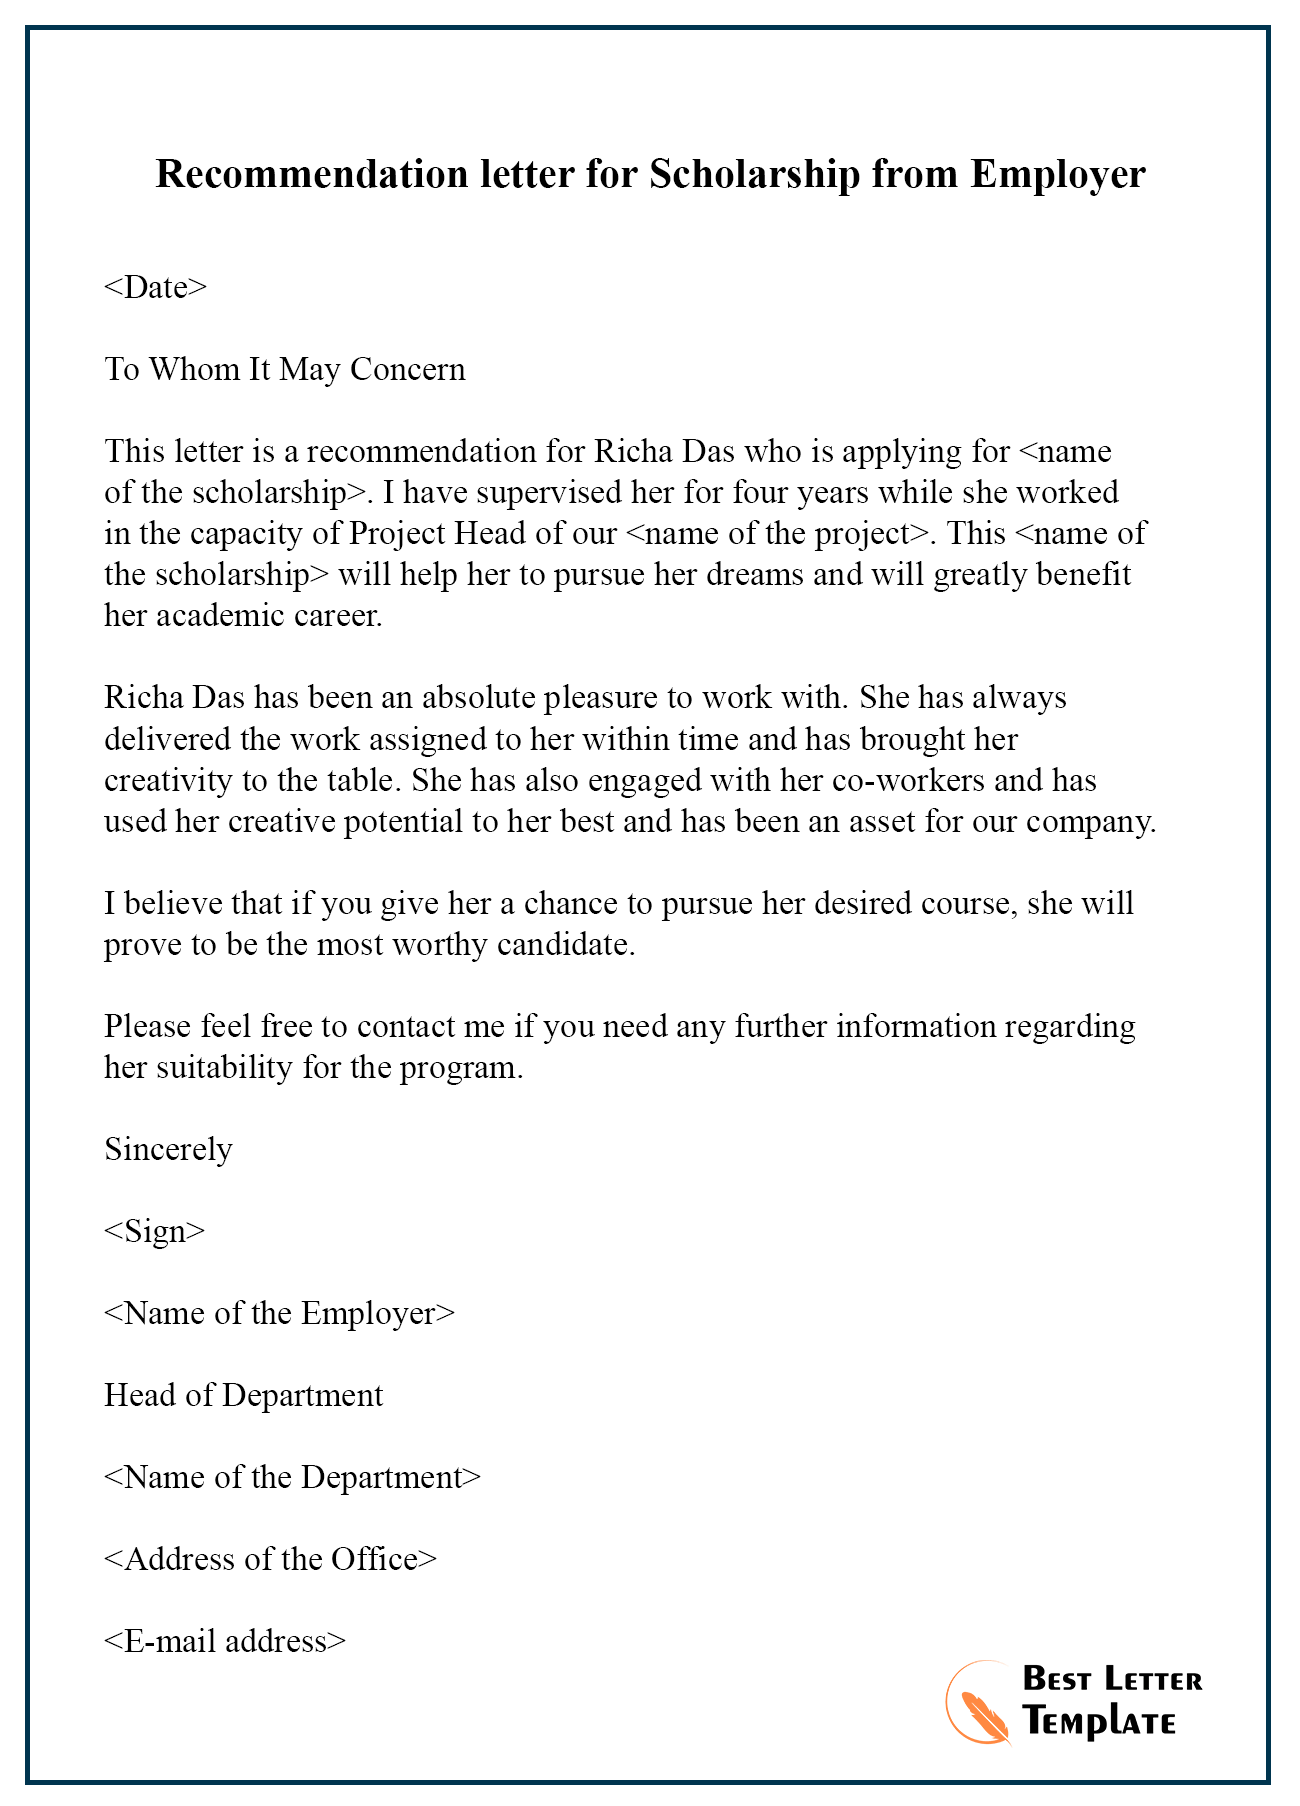 Recommendation letter for Scholarship from Employer
<Date>
To Whom It May Concern
This letter is a recommendation for Richa Das who is applying for <name
of the scholarship>. I have supervised her for four years while she worked
in the capacity of Project Head of our <name of the project>. This <name of
the scholarship> will help her to pursue her dreams and will greatly benefit
her academic career.
Richa Das has been an absolute pleasure to work with. She has always
delivered the work assigned to her within time and has brought her
creativity to the table. She has also engaged with her co-workers and has
used her creative potential to her best and has been an asset for our company.
I believe that if you give her a chance to pursue her desired course, she will
prove to be the most worthy candidate.
Please feel free to contact me if you need any further information regarding
her suitability for the program.
Sincerely
<Sign>
<Name of the Employer>
Head of Department
<Name of the Department>
<Address of the Office>
<E-mail address>
Best Letter
Template